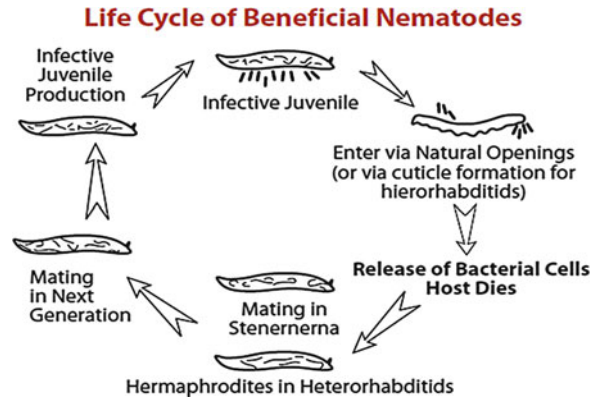 Life Cycle of Beneficial Nematodes
Infective
Juvenile
Production
Infective Juvenile
Enter via Natural Openings
(or via cuticle formation for
hierorhabditids)
Release of Bacterial Cells
Host Dies
Mating in
Stenernerna
Hermaphrodites in Heterorhabditids
Mating
in Next
Generation